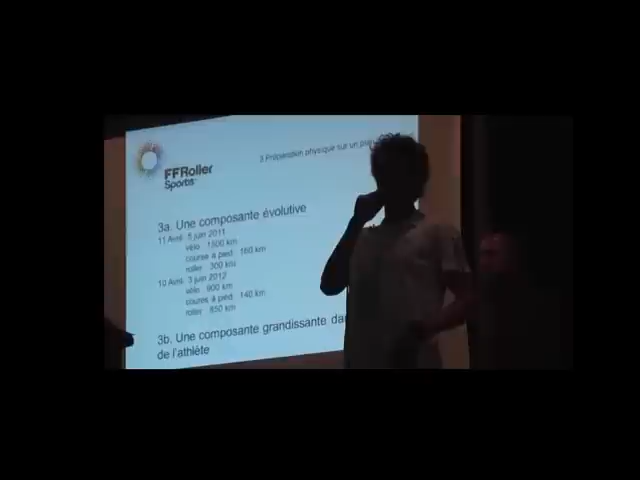 FFRoller
Sports
3 Préparation physique sur un plan
3a. Une composante évolutive
11 Avril 5 juin 2011
vélo 1500 km
course à pied 160 km
roller 300 km
10 Avril 3 juin 2012
vélo 900 km
course à pied 140 km
roller 850 km
3b. Une composante grandissante da
de l'athlète